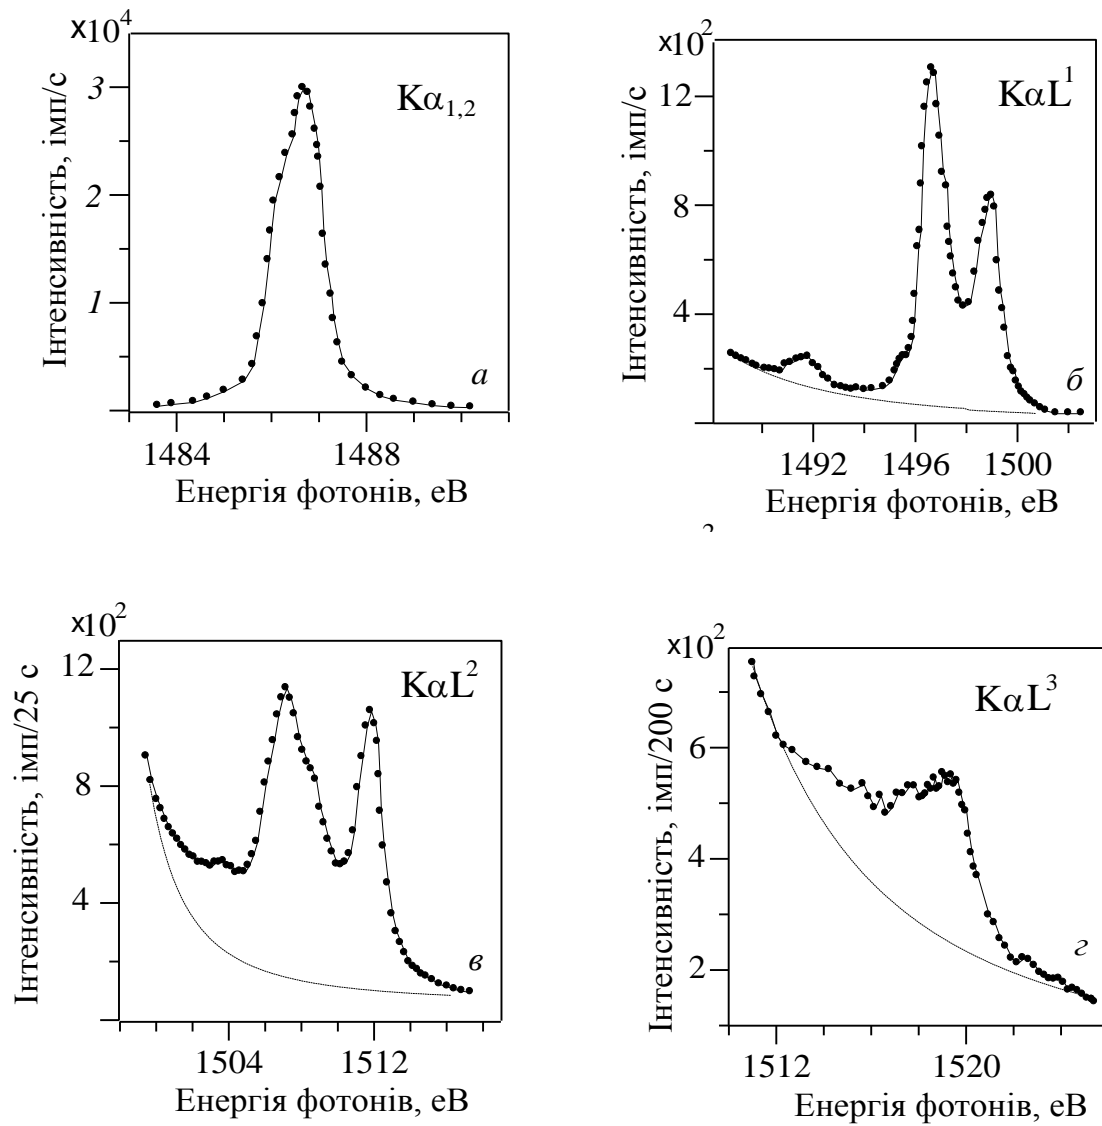 x10⁴
Kα₁,₂
3
2
1
Інтенсивність, імп/с
а
1484 1488
Енергія фотонів, еВ
x10²
KαL¹
12
8
4
Інтенсивність, імп/с
б
1492 1496 1500
Енергія фотонів, еВ
2
x10²
KαL²
12
8
4
Інтенсивність, імп/25 с
в
1504 1512
Енергія фотонів, еВ
x10²
KαL³
6
4
2
Інтенсивність, імп/200 с
г
1512 1520
Енергія фотонів, еВ